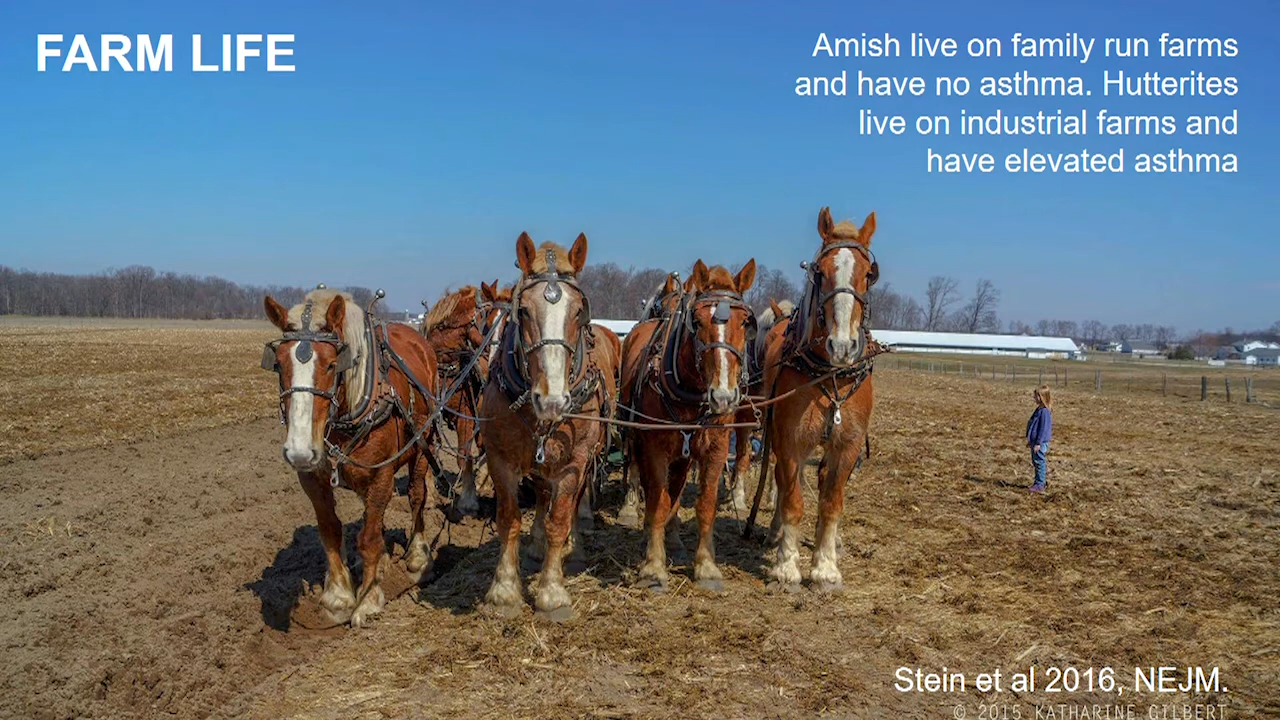 FARM LIFE
Amish live on family run farms
and have no asthma. Hutterites
live on industrial farms and
have elevated asthma
Stein et al 2016, NEJM.
© 2015 KATHARINE GILBERT